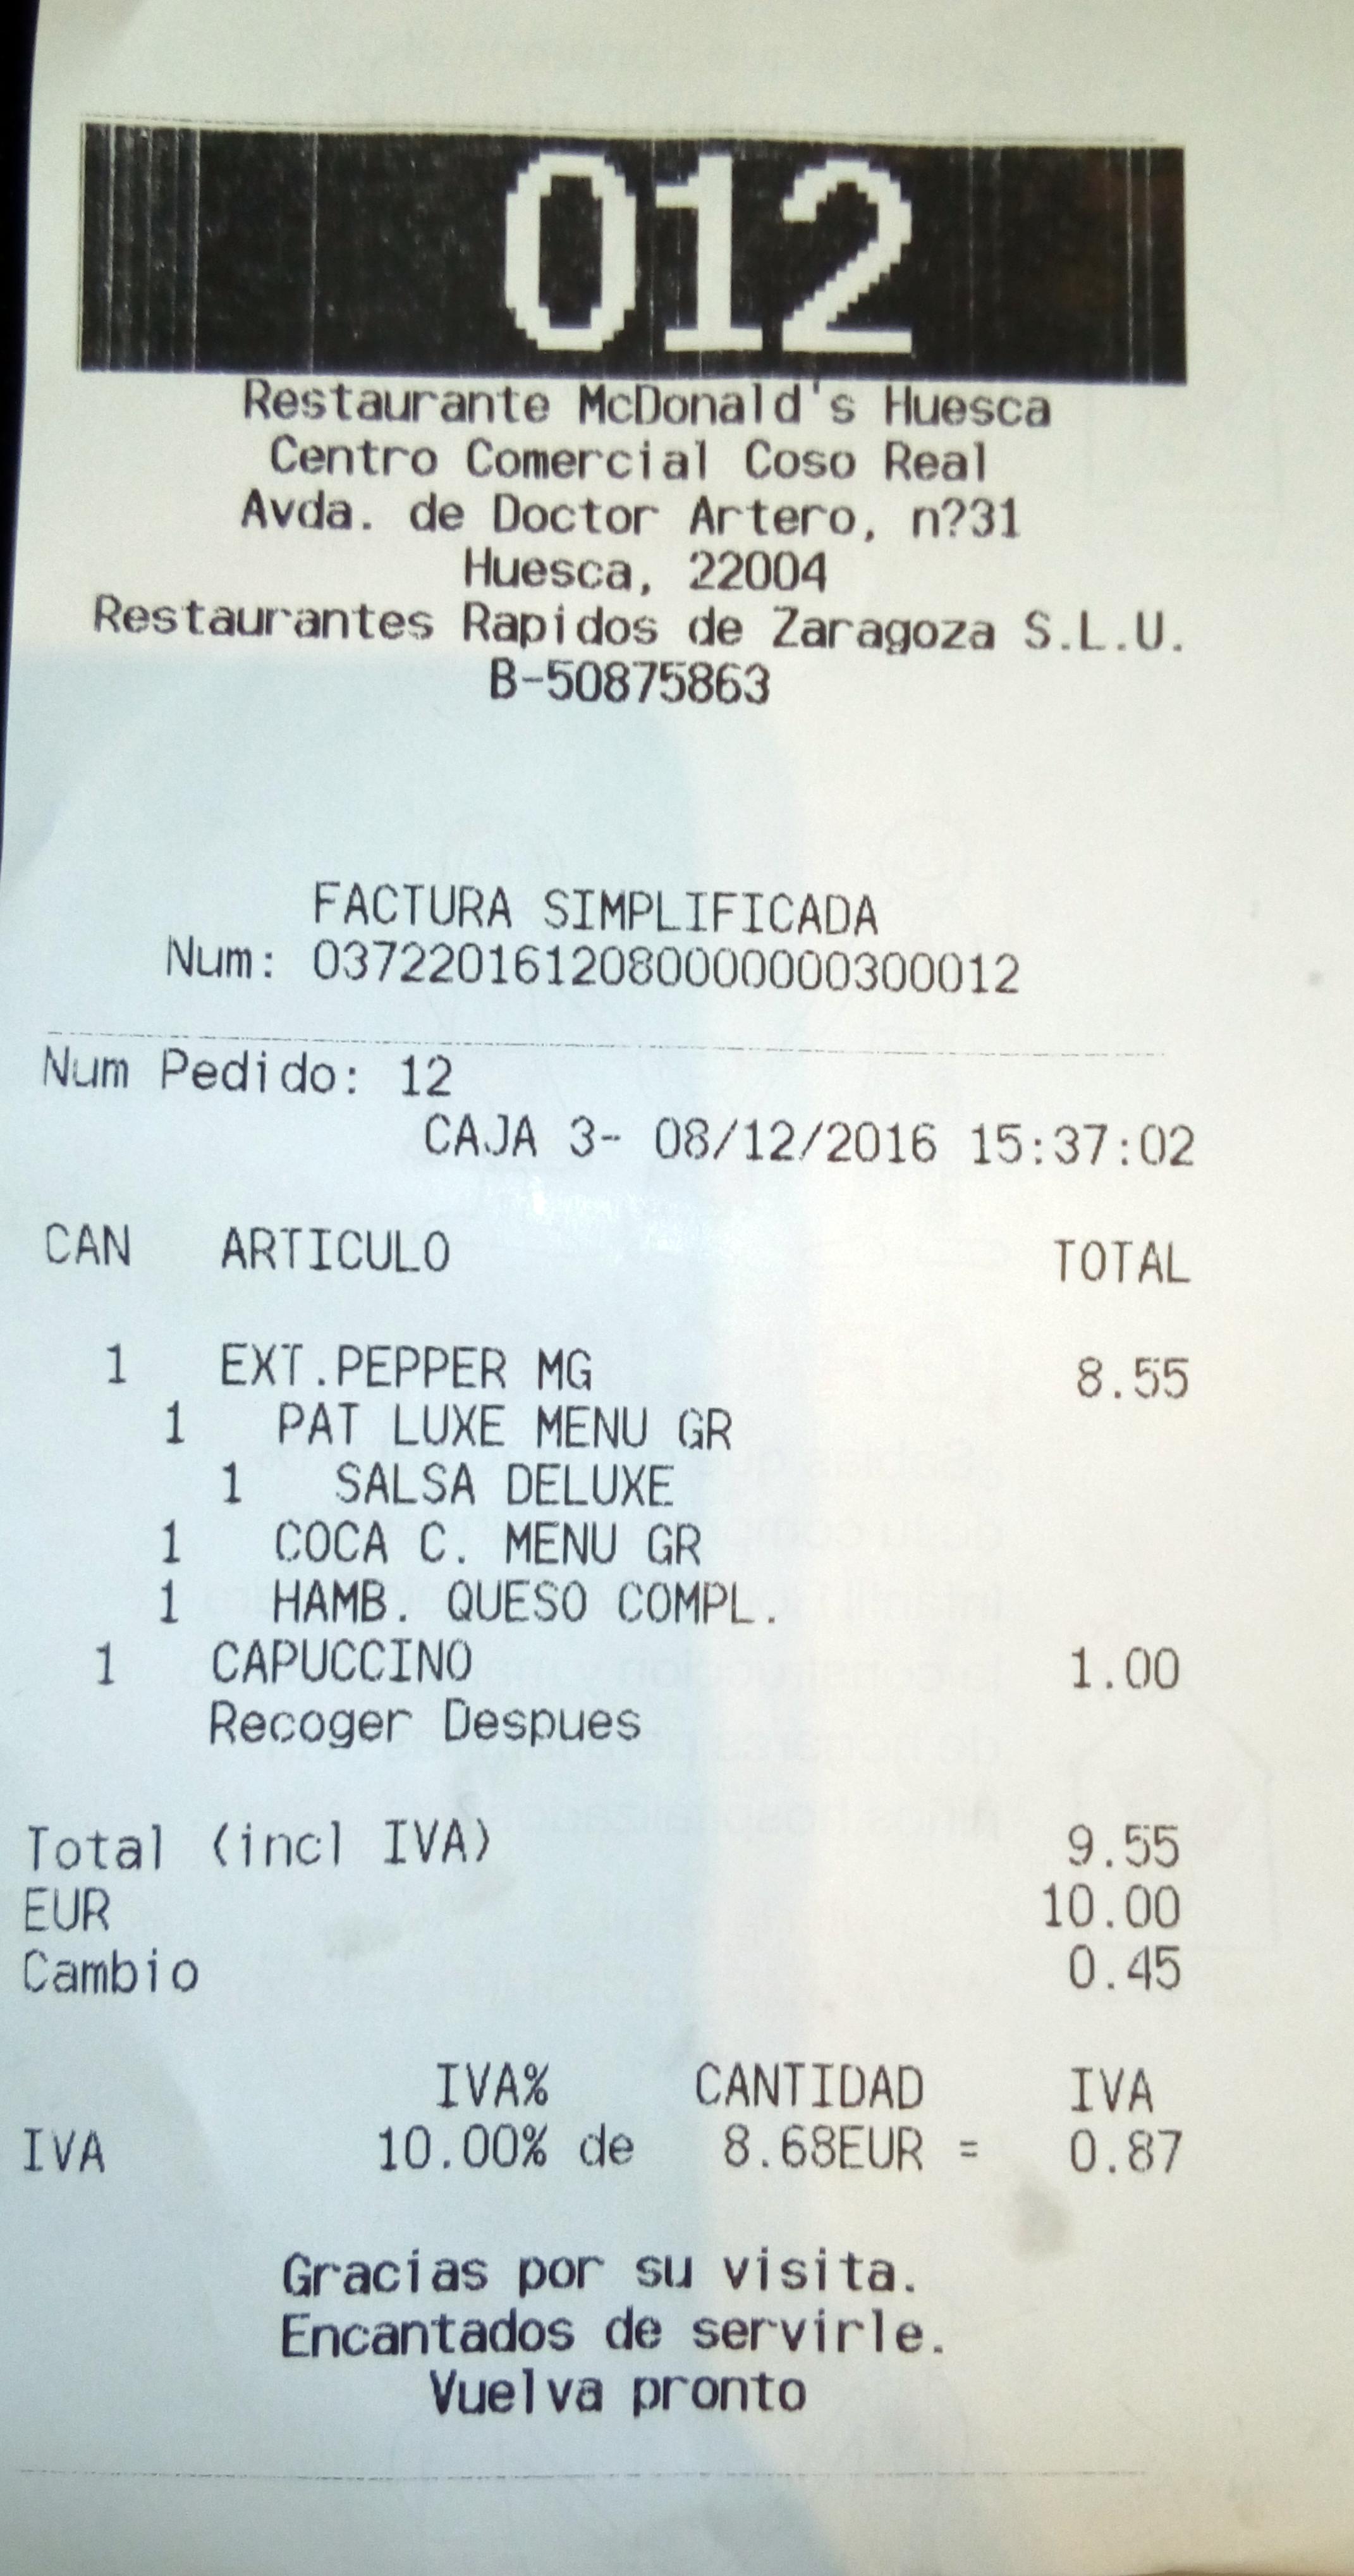 012
Restaurante McDonald's Huesca
Centro Comercial Coso Real
Avda. de Doctor Artero, n?31
Huesca, 22004
Restaurantes Rapidos de Zaragoza S.L.U.
B-50875863
FACTURA SIMPLIFICADA
Num: 0372201612080000000300012
Num Pedido: 12
CAJA 3- 08/12/2016 15:37:02
CAN ARTICULO TOTAL
1 EXT.PEPPER MG 8.55
1 PAT LUXE MENU GR
1 SALSA DELUXE
1 COCA C. MENU GR
1 HAMB. QUESO COMPL.
1 CAPUCCINO 1.00
Recoger Despues
Total (incl IVA) 9.55
EUR 10.00
Cambio 0.45
IVA% CANTIDAD IVA
IVA 10.00% de 8.68EUR = 0.87
Gracias por su visita.
Encantados de servirle.
Vuelva pronto